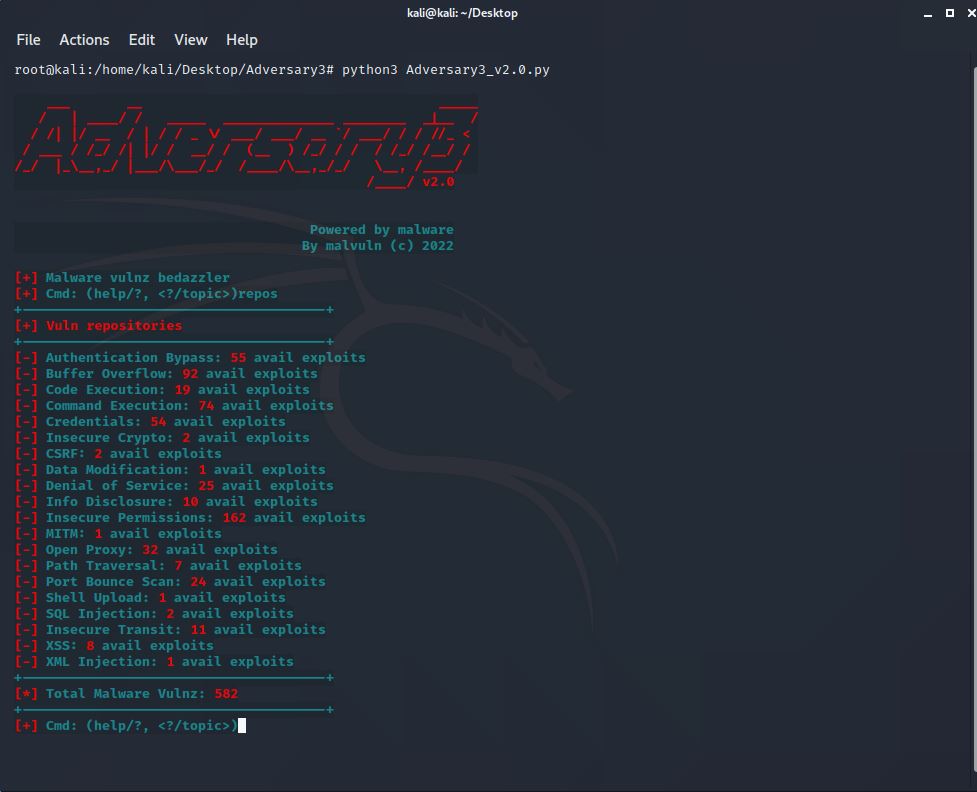 kali@kali: ~/Desktop
File Actions Edit View Help
root@kali:/home/kali/Desktop/Adversary3# python3 Adversary3_v2.0.py
Adversary3
v2.0
Powered by malware
By malvuln (c) 2022
[+] Malware vulnz bedazzler
[+] Cmd: (help/?, <?/topic>)repos
+---------------------------------------+
[+] Vuln repositories
+---------------------------------------+
[-] Authentication Bypass: 55 avail exploits
[-] Buffer Overflow: 92 avail exploits
[-] Code Execution: 19 avail exploits
[-] Command Execution: 74 avail exploits
[-] Credentials: 54 avail exploits
[-] Insecure Crypto: 2 avail exploits
[-] CSRF: 2 avail exploits
[-] Data Modification: 1 avail exploits
[-] Denial of Service: 25 avail exploits
[-] Info Disclosure: 10 avail exploits
[-] Insecure Permissions: 162 avail exploits
[-] MITM: 1 avail exploits
[-] Open Proxy: 32 avail exploits
[-] Path Traversal: 7 avail exploits
[-] Port Bounce Scan: 24 avail exploits
[-] Shell Upload: 1 avail exploits
[-] SQL Injection: 2 avail exploits
[-] Insecure Transit: 11 avail exploits
[-] XSS: 8 avail exploits
[-] XML Injection: 1 avail exploits
+---------------------------------------+
[*] Total Malware Vulnz: 582
+---------------------------------------+
[+] Cmd: (help/?, <?/topic>)